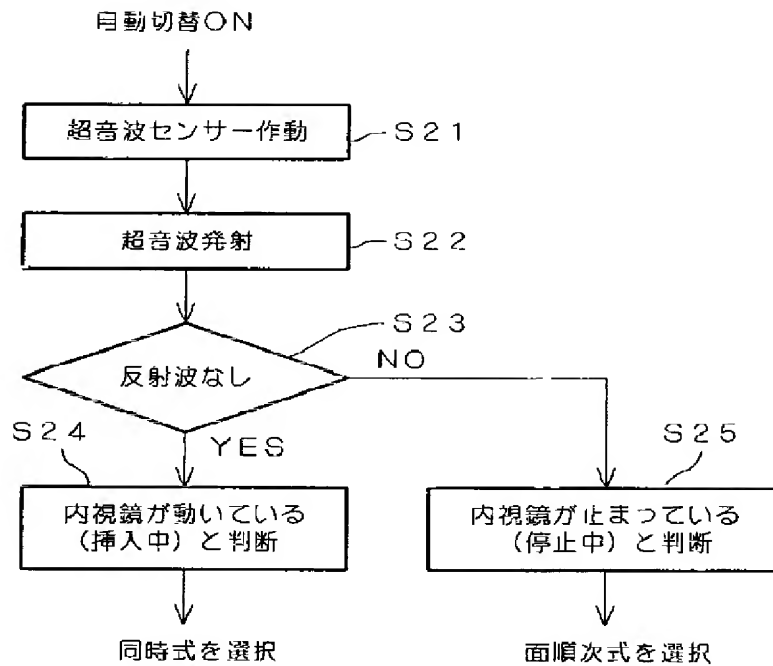 自動切替ON
超音波センサー作動
S21
超音波発射
S22
S23
反射波なし
NO
S24
YES
S25
内視鏡が動いている
(挿入中)と判断
内視鏡が止まっている
(停止中)と判断
同時式を選択
面順次式を選択